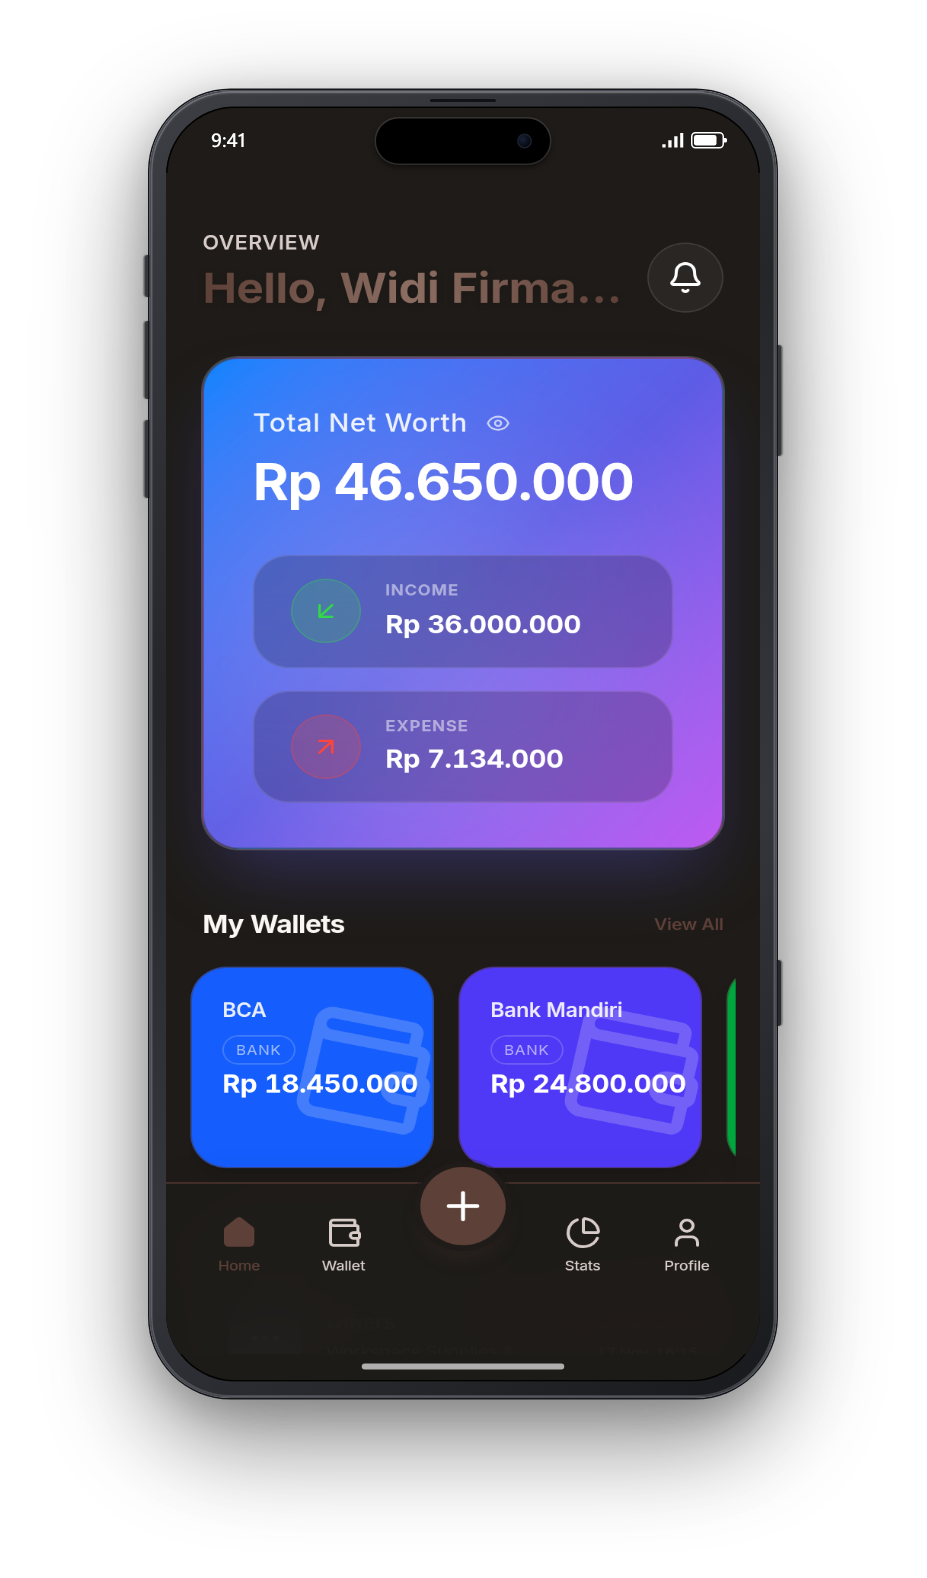 9:41
OVERVIEW
Hello, Widi Firma...
Total Net Worth
Rp 46.650.000
INCOME
Rp 36.000.000
EXPENSE
Rp 7.134.000
My Wallets
View All
BCA
BANK
Rp 18.450.000
Bank Mandiri
BANK
Rp 24.800.000
Home
Wallet
Stats
Profile